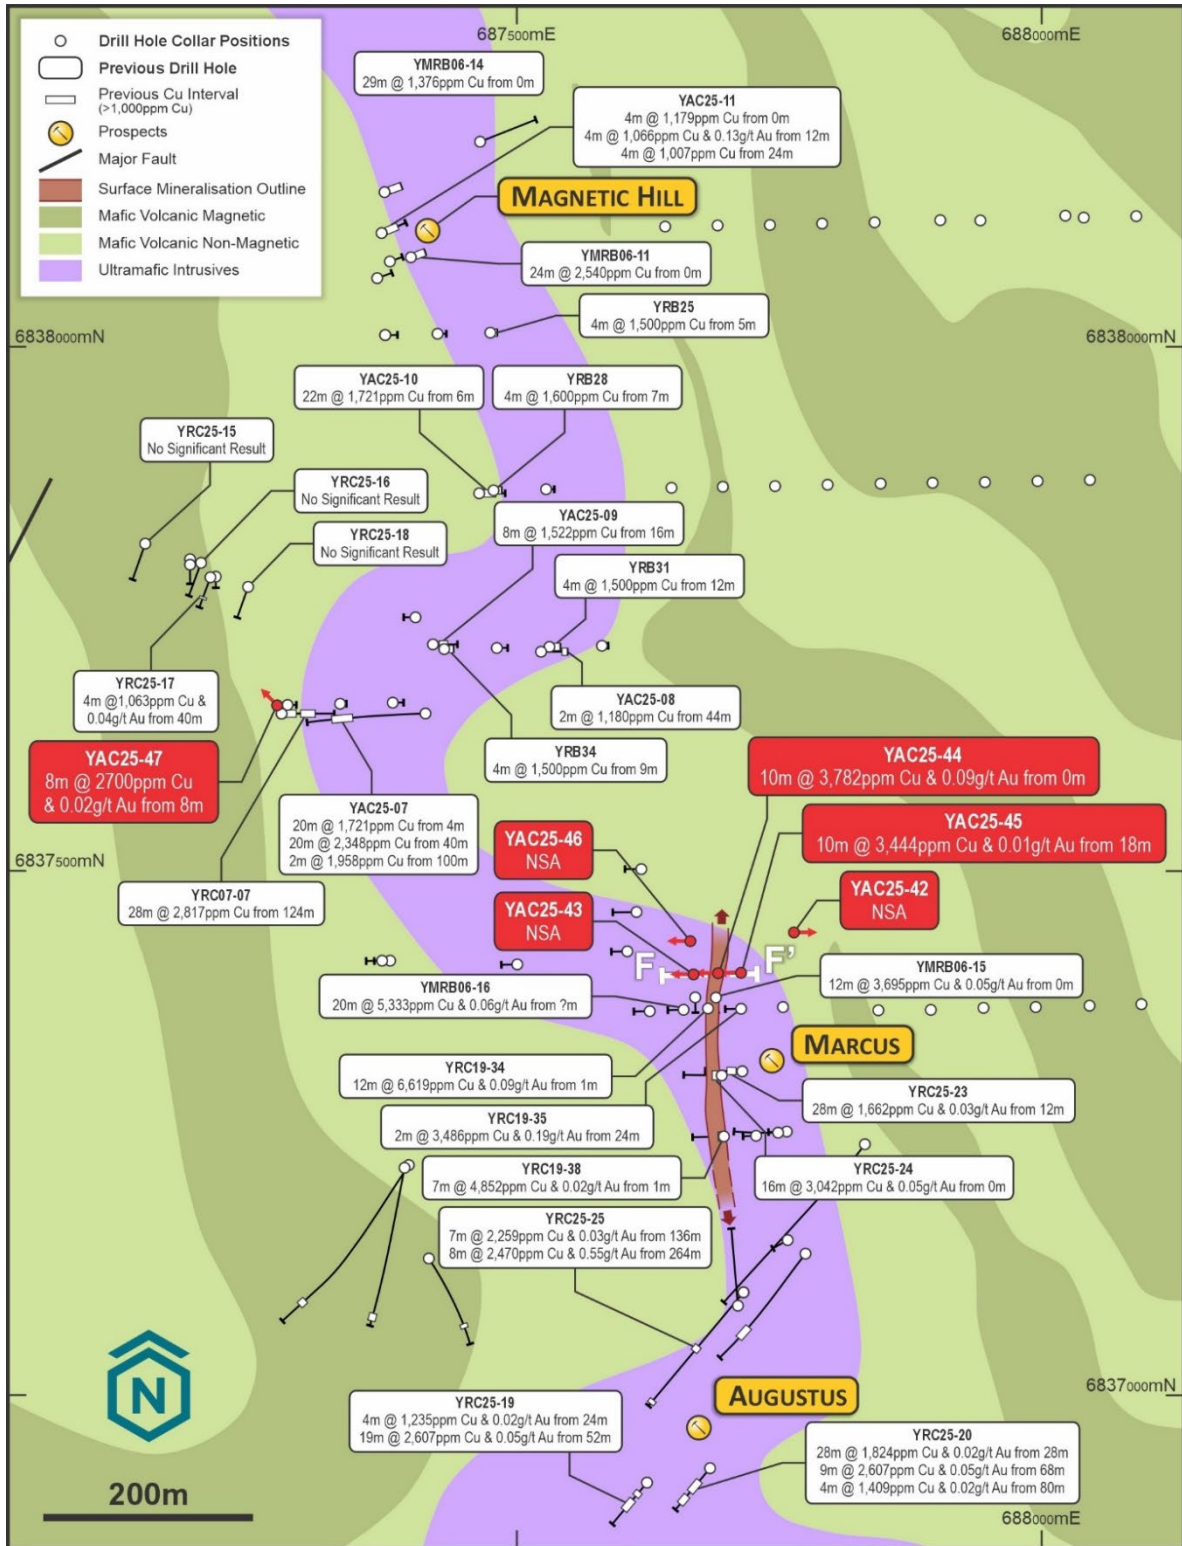 687500mE
688000mE
Drill Hole Collar Positions
Previous Drill Hole
Previous Cu Interval
(>1,000ppm Cu)
Prospects
Major Fault
Surface Mineralisation Outline
Mafic Volcanic Magnetic
Mafic Volcanic Non-Magnetic
Ultramafic Intrusives
YMRB06-14
29m @ 1,376ppm Cu from 0m
YAC25-11
4m @ 1,179ppm Cu from 0m
4m @ 1,066ppm Cu & 0.13g/t Au from 12m
4m @ 1,007ppm Cu from 24m
MAGNETIC HILL
YMRB06-11
24m @ 2,540ppm Cu from 0m
YRB25
4m @ 1,500ppm Cu from 5m
6838000mN
6838000mN
YAC25-10
22m @ 1,721ppm Cu from 6m
YRB28
4m @ 1,600ppm Cu from 7m
YRC25-15
No Significant Result
YRC25-16
No Significant Result
YAC25-09
8m @ 1,522ppm Cu from 16m
YRC25-18
No Significant Result
YRB31
4m @ 1,500ppm Cu from 12m
YRC25-17
4m @1,063ppm Cu &
0.04g/t Au from 40m
YAC25-08
2m @ 1,180ppm Cu from 44m
YRB34
4m @ 1,500ppm Cu from 9m
YAC25-47
8m @ 2700ppm Cu
& 0.02g/t Au from 8m
YAC25-44
10m @ 3,782ppm Cu & 0.09g/t Au from 0m
YAC25-07
20m @ 1,721ppm Cu from 4m
20m @ 2,348ppm Cu from 40m
2m @ 1,958ppm Cu from 100m
YAC25-45
10m @ 3,444ppm Cu & 0.01g/t Au from 18m
YAC25-46
NSA
6837500mN
YRC07-07
28m @ 2,817ppm Cu from 124m
YAC25-42
NSA
YAC25-43
NSA
F
F'
YMRB06-16
20m @ 5,333ppm Cu & 0.06g/t Au from ?m
YMRB06-15
12m @ 3,695ppm Cu & 0.05g/t Au from 0m
MARCUS
YRC19-34
12m @ 6,619ppm Cu & 0.09g/t Au from 1m
YRC25-23
28m @ 1,662ppm Cu & 0.03g/t Au from 12m
YRC19-35
2m @ 3,486ppm Cu & 0.19g/t Au from 24m
YRC19-38
7m @ 4,852ppm Cu & 0.02g/t Au from 1m
YRC25-24
16m @ 3,042ppm Cu & 0.05g/t Au from 0m
YRC25-25
7m @ 2,259ppm Cu & 0.03g/t Au from 136m
8m @ 2,470ppm Cu & 0.55g/t Au from 264m
N
6837000mN
AUGUSTUS
YRC25-19
4m @ 1,235ppm Cu & 0.02g/t Au from 24m
19m @ 2,607ppm Cu & 0.05g/t Au from 52m
YRC25-20
28m @ 1,824ppm Cu & 0.02g/t Au from 28m
9m @ 2,607ppm Cu & 0.05g/t Au from 68m
4m @ 1,409ppm Cu & 0.02g/t Au from 80m
200m
688000mE